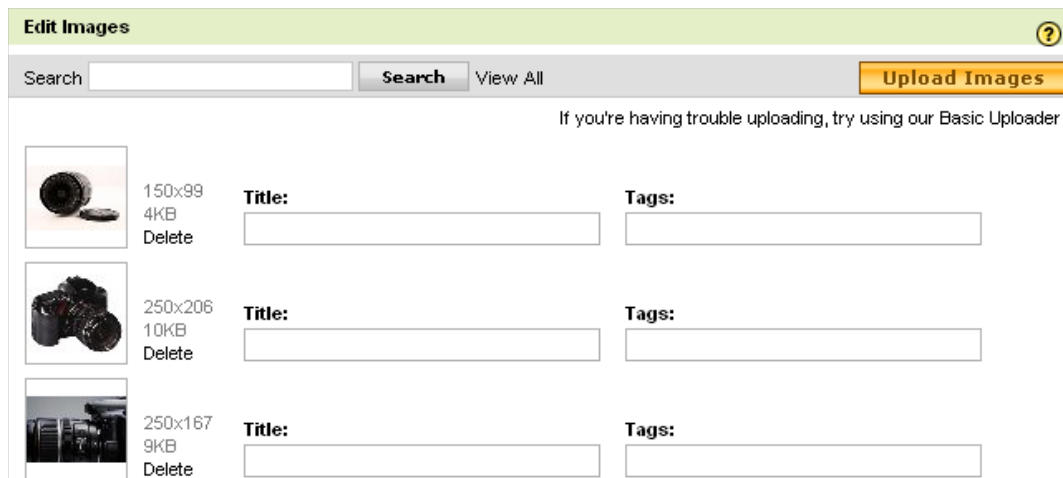 Edit Images
?
Search Search View All Upload Images
If you're having trouble uploading, try using our Basic Uploader
150x99
4KB
Delete
Title: Tags:
250x206
10KB
Delete
Title: Tags:
250x167
9KB
Delete
Title: Tags: